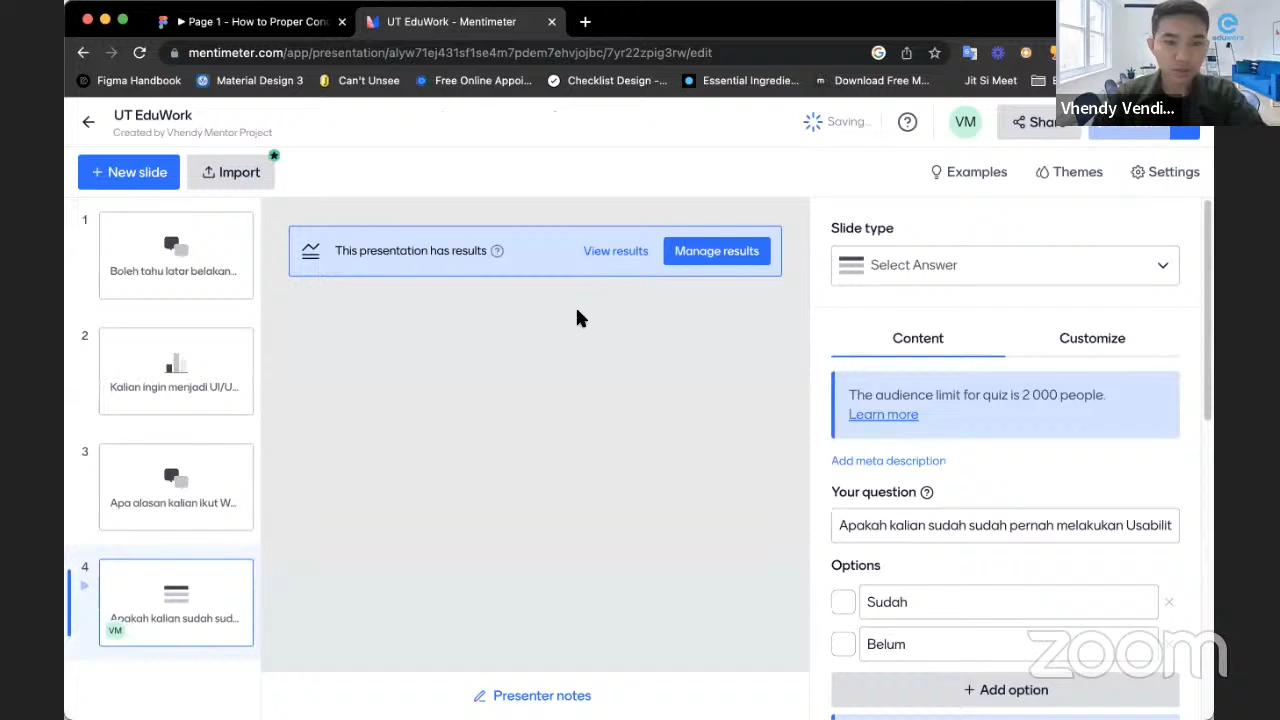 Page 1 - How to Proper Conc
UT EduWork - Mentimeter
mentimeter.com/app/presentation/alyw71ej431sf1se4m7tpnm7ehvjojbc/7yr22zpig3rw/edit
Figma Handbook
Material Design 3
Can't Unsee
Free Online Appoi...
Checklist Design -...
Essential Ingredie...
Download Free M...
Jit Si Meet
eduwork
Vhendy Vendi...
UT EduWork
Created by Vhendy Mentor Project
Saving...
VM
Share
+ New slide
Import
Examples
Themes
Settings
1
Boleh tahu latar belakan...
2
Kalian ingin menjadi UI/U...
3
Apa alasan kalian ikut W...
4
Apakah kalian sudah sud...
VM
This presentation has results
View results
Manage results
Presenter notes
Slide type
Select Answer
Content
Customize
The audience limit for quiz is 2 000 people.
Learn more
Add meta description
Your question
Apakah kalian sudah sudah pernah melakukan Usabilit
Options
Sudah
Belum
+ Add option
zoom